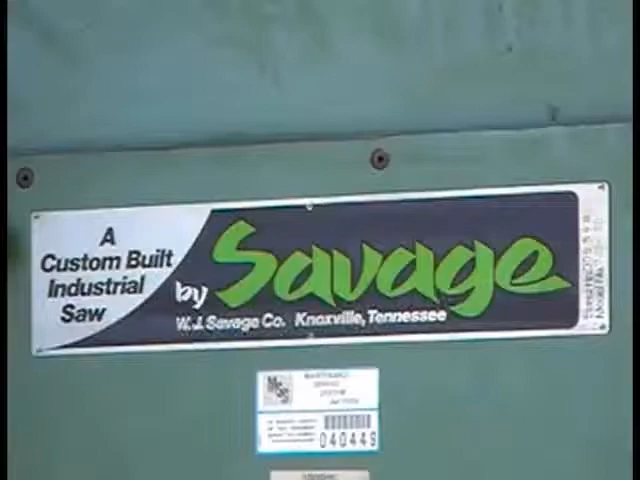 A
Custom Built
Industrial
Saw
by Savage
W. J. Savage Co. Knoxville, Tennessee
040449